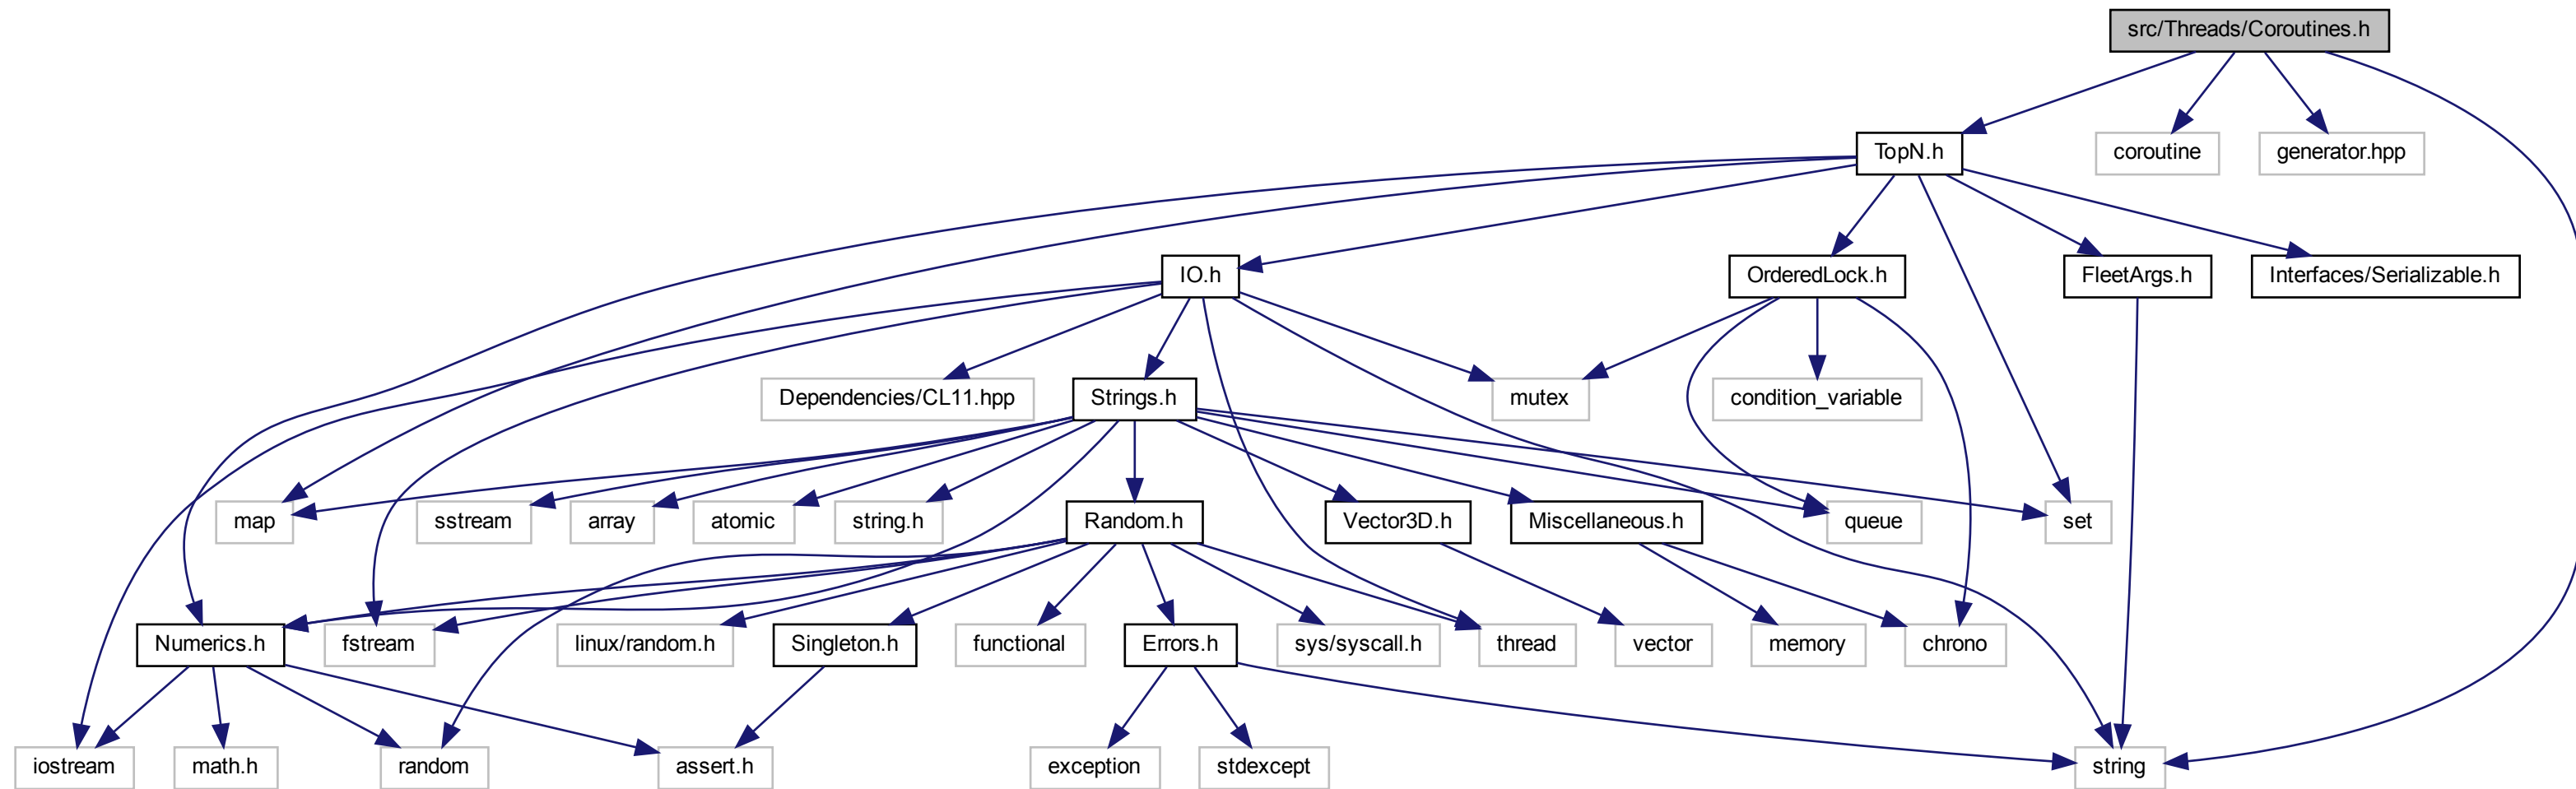 src/Threads/Coroutines.h
TopN.h
coroutine
generator.hpp
IO.h
OrderedLock.h
FleetArgs.h
Interfaces/Serializable.h
Dependencies/CL11.hpp
Strings.h
mutex
condition_variable
map
sstream
array
atomic
string.h
Random.h
Vector3D.h
Miscellaneous.h
queue
set
Numerics.h
fstream
linux/random.h
Singleton.h
functional
Errors.h
sys/syscall.h
thread
vector
memory
chrono
iostream
math.h
random
assert.h
exception
stdexcept
string